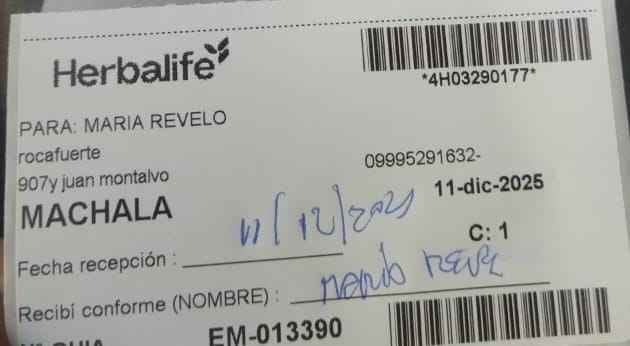 Herbalife
*4H03290177*
PARA: MARIA REVELO
rocafuerte
907y juan montalvo
09995291632-
MACHALA
11-dic-2025
C: 1
Fecha recepción : 11/12/2021
Recibí conforme (NOMBRE) :
EM-013390